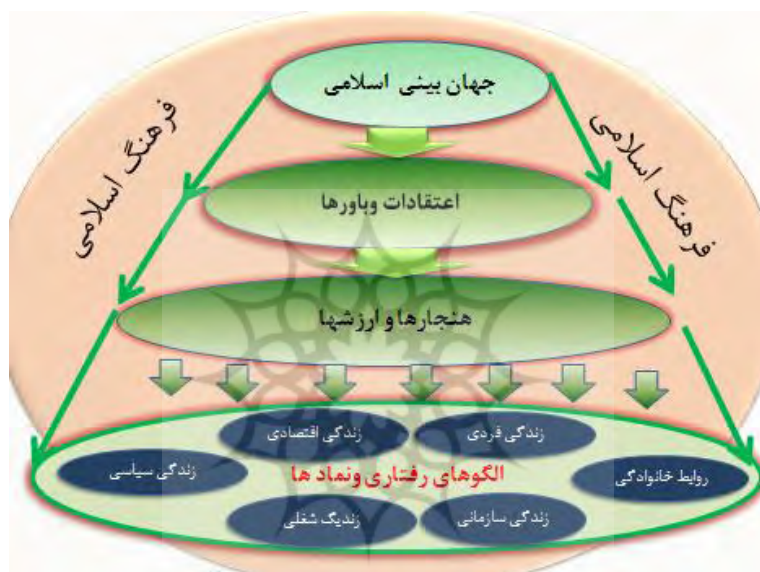 جهان بینی اسلامی
فرهنگ اسلامی
فرهنگ اسلامی
اعتقادات وباورها
هنجارها و ارزشها
زندگی فردی
زندگی اقتصادی
روابط خانوادگی
الگوهای رفتاری ونماد ها
زندگی سیاسی
زندگی سازمانی
زندیگ شغلی